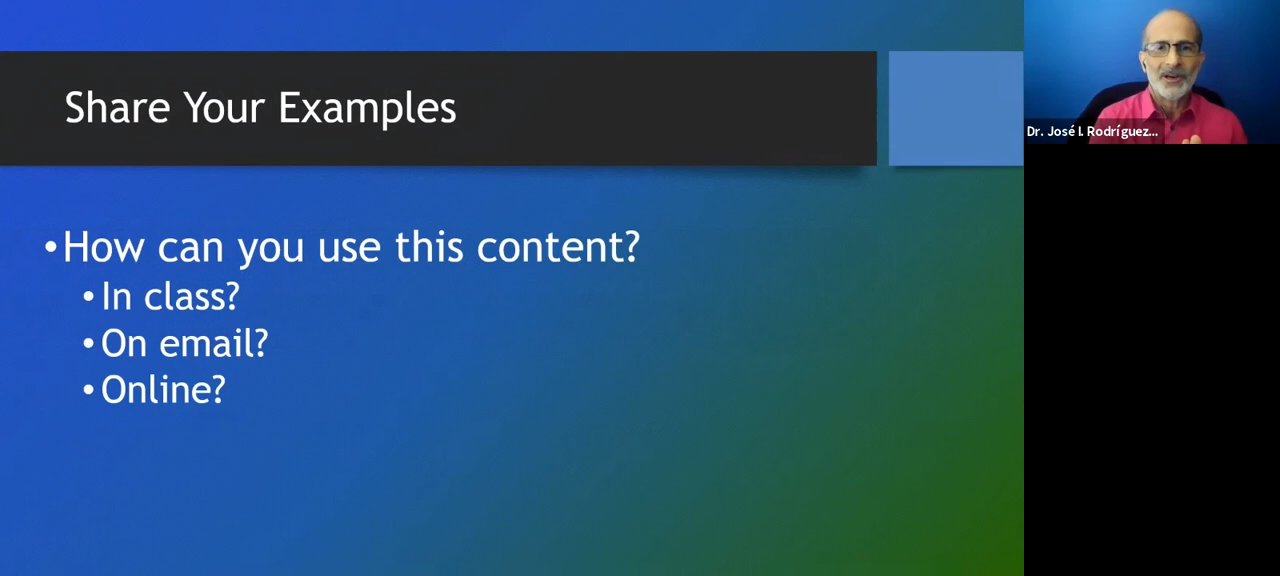 Share Your Examples
•How can you use this content?
•In class?
•On email?
•Online?
Dr. José I. Rodríguez...